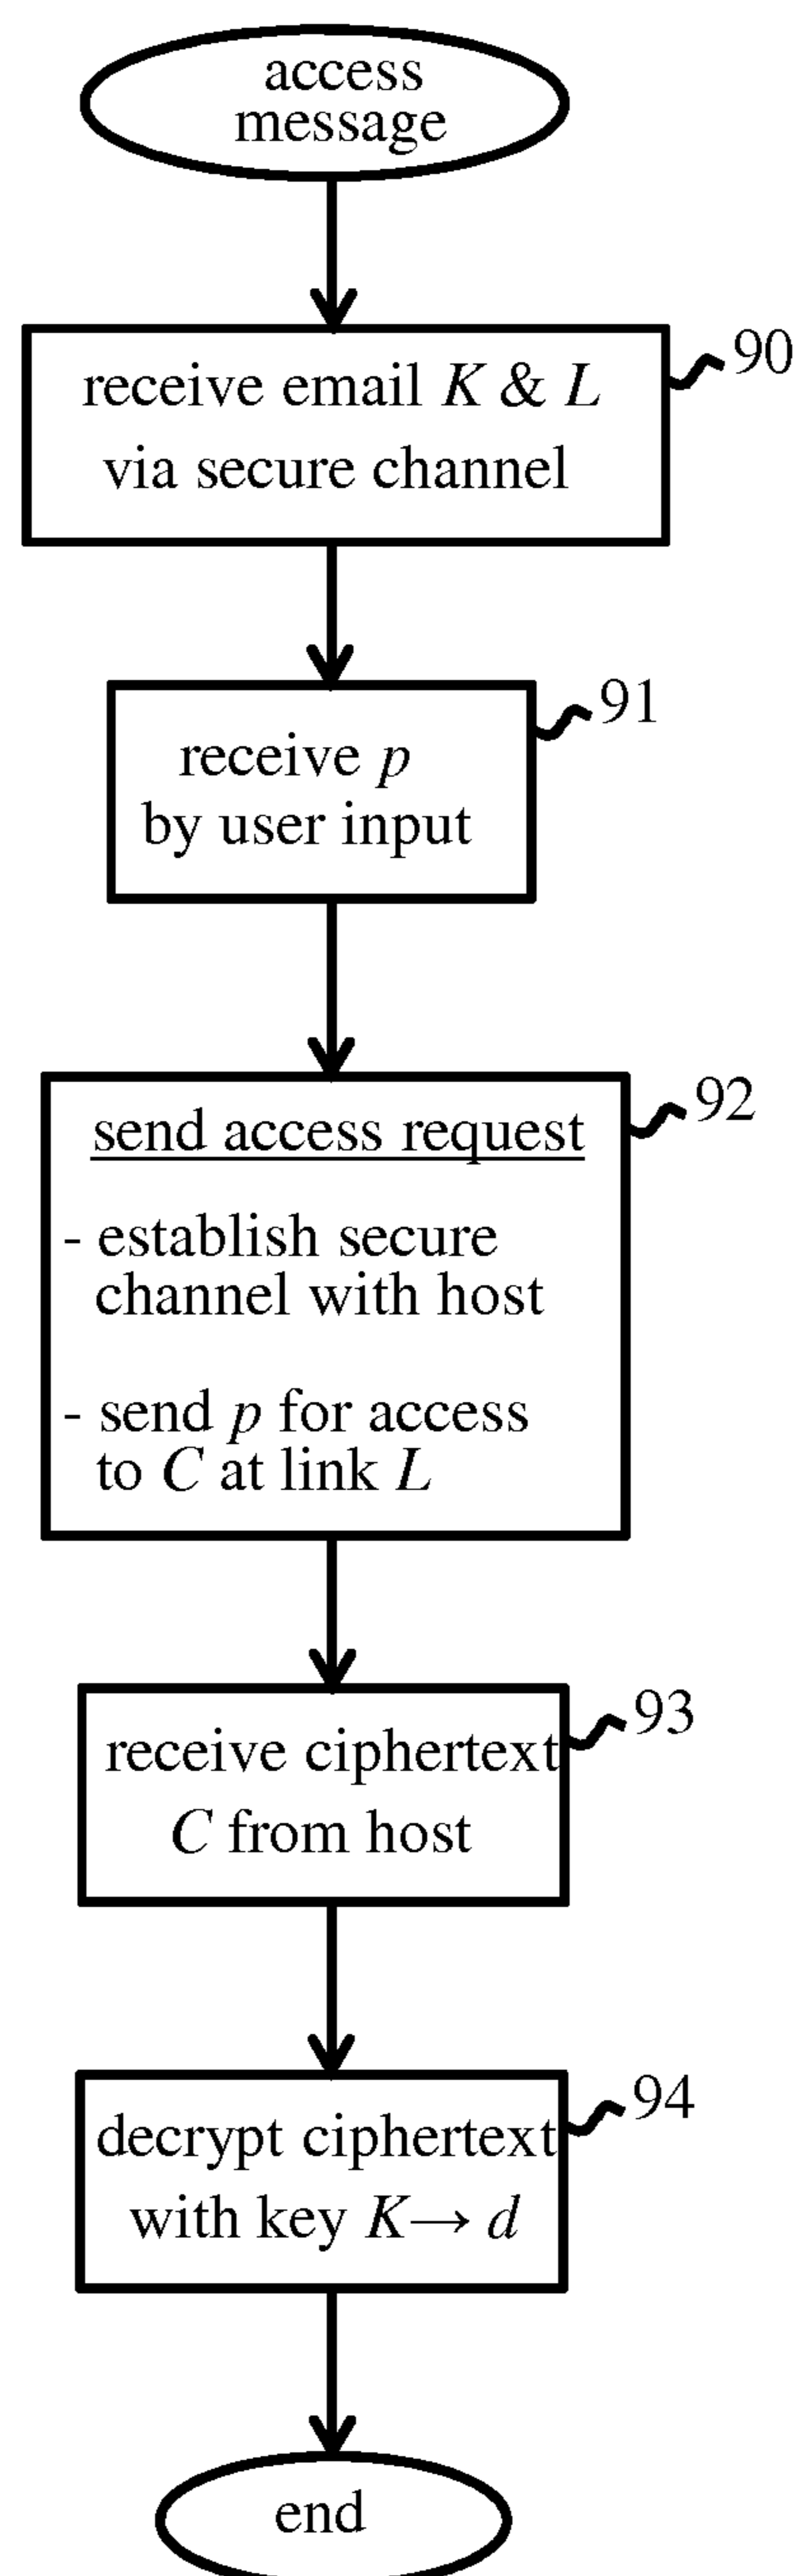 access
message
90
receive email K & L
via secure channel
91
receive p
by user input
92
send access request
- establish secure
channel with host
- send p for access
to C at link L
93
receive ciphertext
C from host
94
decrypt ciphertext
with key K→ d
end